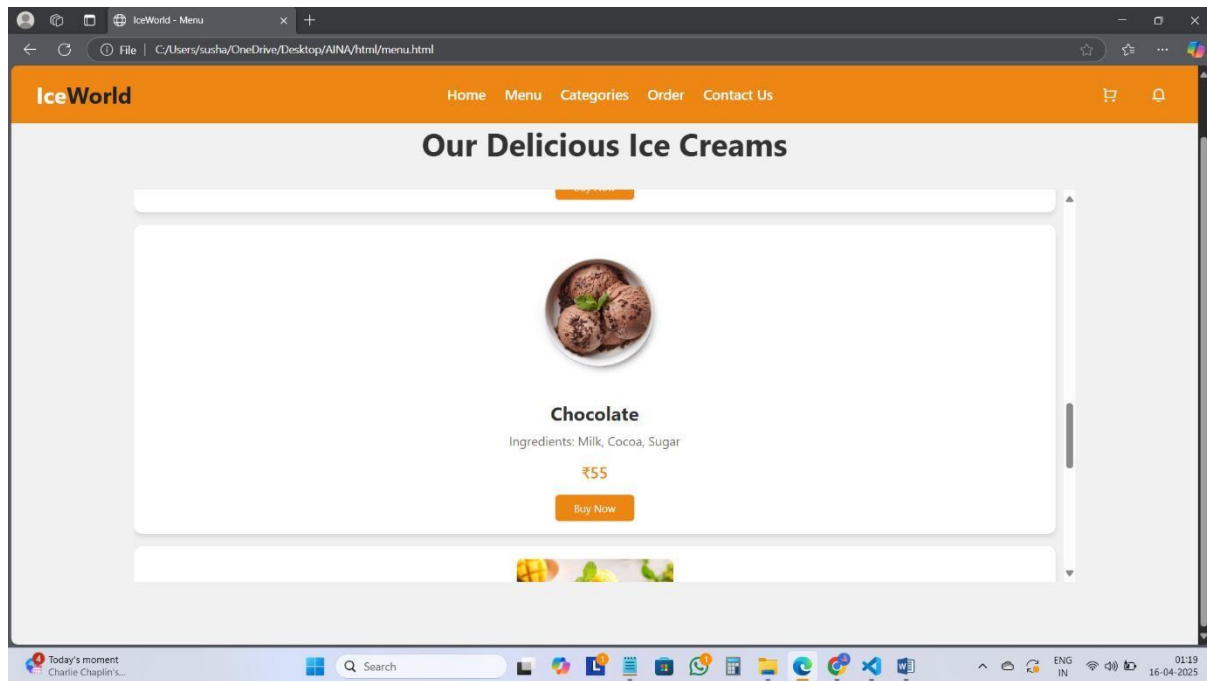 IceWorld - Menu
File | C:/Users/susha/OneDrive/Desktop/AINA/html/menu.html
IceWorld
Home Menu Categories Order Contact Us
Our Delicious Ice Creams
Buy Now
Chocolate
Ingredients: Milk, Cocoa, Sugar
₹55
Buy Now
Today's moment
Charlie Chaplin's...
Search
ENG
IN
01:19
16-04-2025